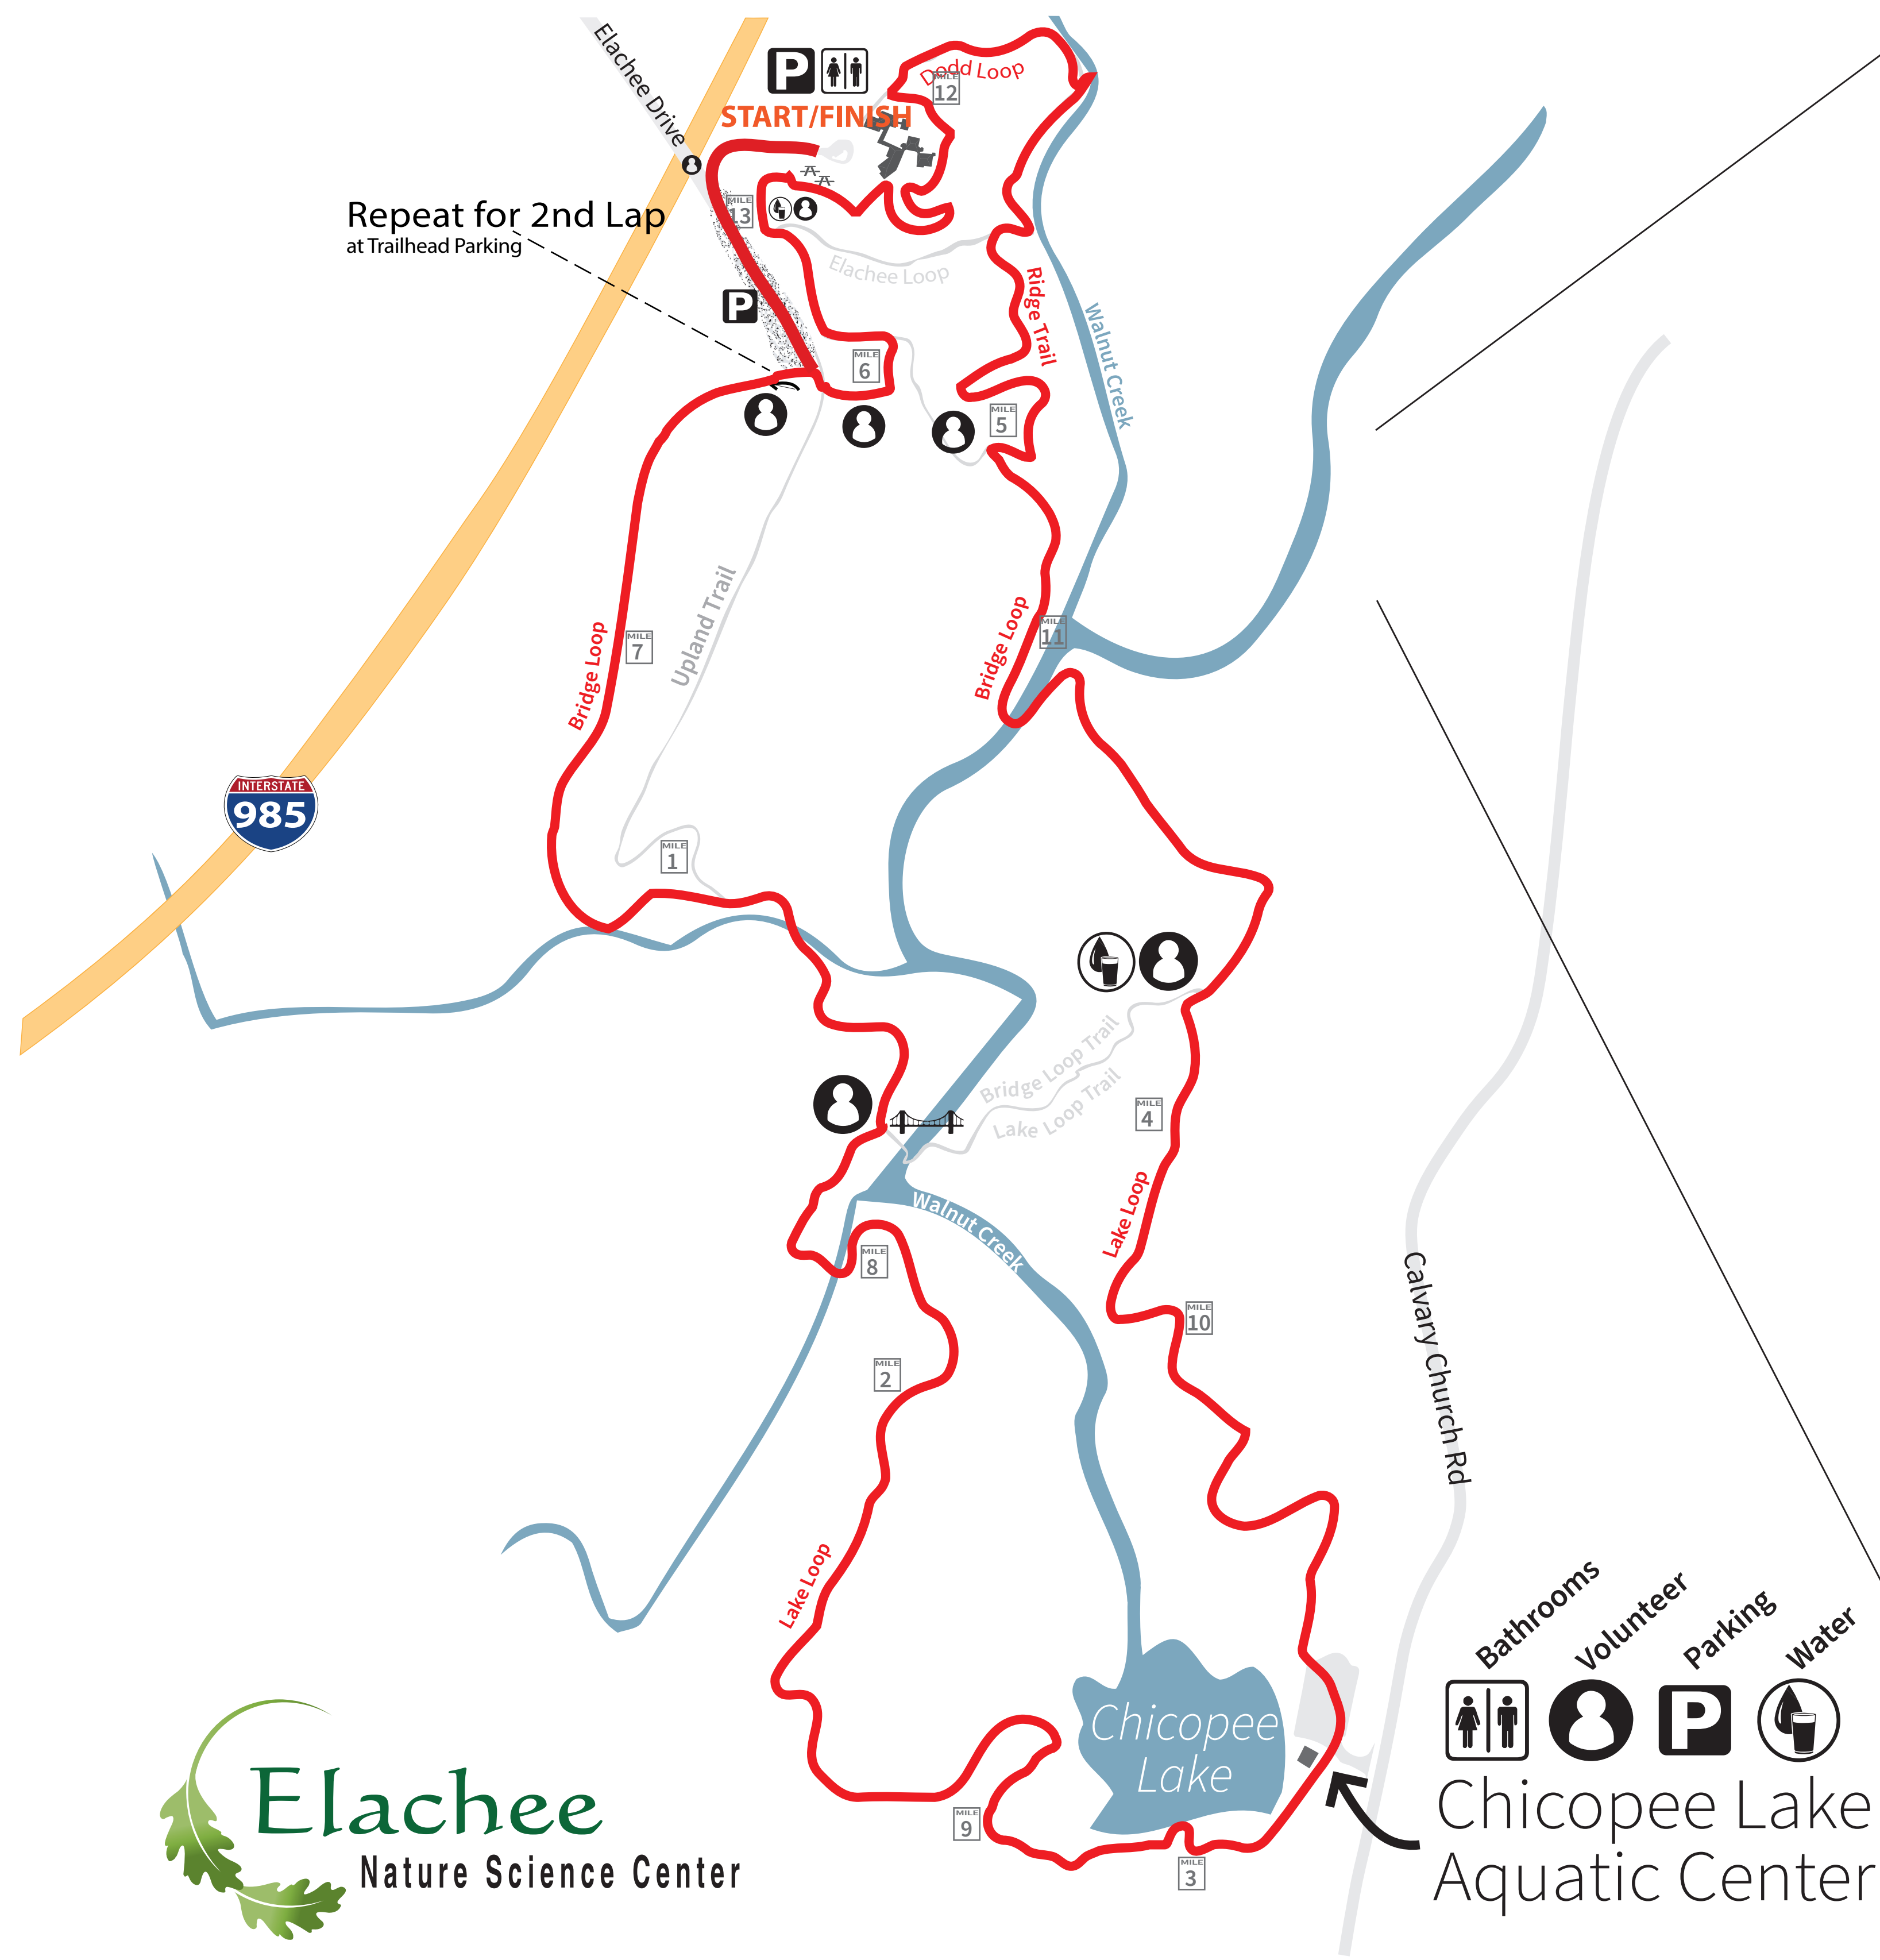 Elachee Drive
START/FINISH
Dodd Loop
MILE
12
MILE
13
Repeat for 2nd Lap
at Trailhead Parking
P
P
Elachee Loop
Ridge Trail
Walnut Creek
MILE
6
MILE
5
Bridge Loop
MILE
11
Bridge Loop
MILE
7
Upland Trail
INTERSTATE
985
MILE
1
Bridge Loop Trail
Lake Loop Trail
MILE
4
Walnut Creek
Lake Loop
MILE
8
MILE
10
Calvary Church Rd
MILE
2
Lake Loop
Chicopee
Lake
MILE
9
MILE
3
Bathrooms
Volunteer
Parking
Water
P
Chicopee Lake
Aquatic Center
Elachee
Nature Science Center